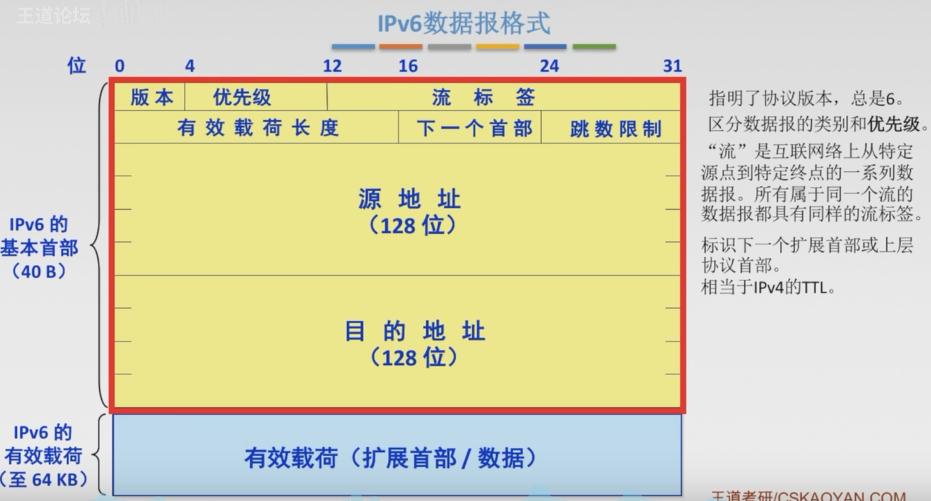 王道论坛
IPv6数据报格式
位 0 4 12 16 24 31
版 本 优先级 流 标 签
有 效 载 荷 长 度 下 一 个 首 部 跳 数 限 制
源 地 址
（128 位）
目 的 地 址
（128 位）
IPv6 的
基本首部
（40 B）
IPv6 的
有效载荷
（至 64 KB）
有效载荷（扩展首部 / 数据）
指明了协议版本，总是6。
区分数据报的类别和优先级。
“流”是互联网络上从特定
源点到特定终点的一系列数
据报。所有属于同一个流的
数据报都具有同样的流标签。
标识下一个扩展首部或上层
协议首部。
相当于IPv4的TTL。
王道考研/CSKAOYAN.COM